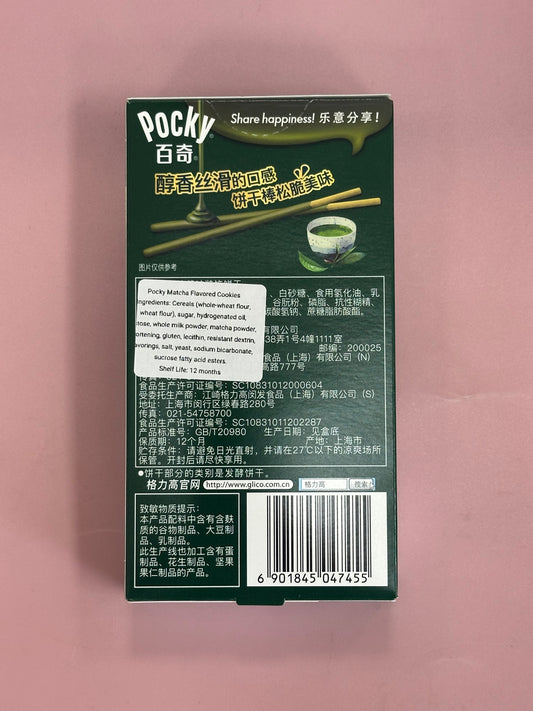 Pocky
百奇
Share happiness! 乐意分享!
醇香丝滑的口感
饼干棒松脆美味
图片仅供参考
Pocky Matcha Flavored Cookies
Ingredients: Cereals (whole-wheat flour,
wheat flour), sugar, hydrogenated oil,
tose, whole milk powder, matcha powder,
ortening, gluten, lecithin, resistant dextrin,
avorings, salt, yeast, sodium bicarbonate,
sucrose fatty acid esters.
Shelf Life: 12 months
、白砂糖、食用氢化油、乳
、谷朊粉、磷脂、抗性糊精、
碳酸氢钠、蔗糖脂肪酸酯。
有限公司
38弄1号4幢1111室
邮编: 200025
食品(上海)有限公司(N)
高路777号
食品生产许可证编号: SC10831012000604
受委托生产商: 江崎格力高闵发食品(上海)有限公司(S)
地址: 上海市闵行区绿春路280号
传真: 021-54758700
食品生产许可证编号: SC10831011202287
产品标准号: GB/T20980 生产日期: 见盒底
保质期: 12个月 产地: 上海市
贮存条件: 请避免日光直射,并请在27℃以下的凉爽场所
保管。开封后请尽快享用。
●饼干部分的类别是发酵饼干。
格力高官网 http://www.glico.com.cn 格力高 搜索
致敏物质提示:
本产品配料中含有含麸
质的谷物制品、大豆制
品、乳制品。
此生产线也加工含有蛋
制品、花生制品、坚果
果仁制品的产品。
6 901845 047455